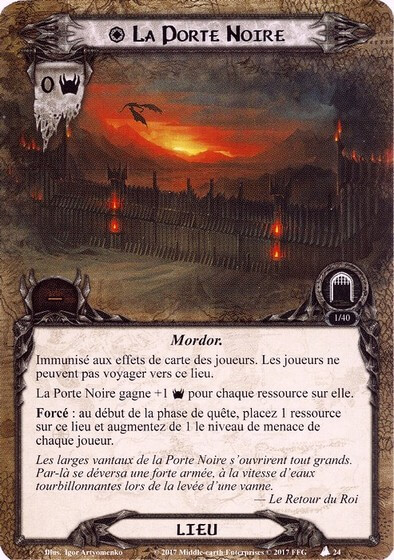 LA PORTE NOIRE
0
1/40
Mordor.
Immunisé aux effets de carte des joueurs. Les joueurs ne
peuvent pas voyager vers ce lieu.
La Porte Noire gagne +1 pour chaque ressource sur elle.
Forcé : au début de la phase de quête, placez 1 ressource
sur ce lieu et augmentez de 1 le niveau de menace de
chaque joueur.
Les larges vantaux de la Porte Noire s'ouvrirent tout grands.
Par-là se déversa une forte armée, à la vitesse d'eaux
tourbillonnantes lors de la levée d'une vanne.
— Le Retour du Roi
LIEU
Illus. Igor Artyomenko © 2017 Middle-earth Enterprises © 2017 FFG 24